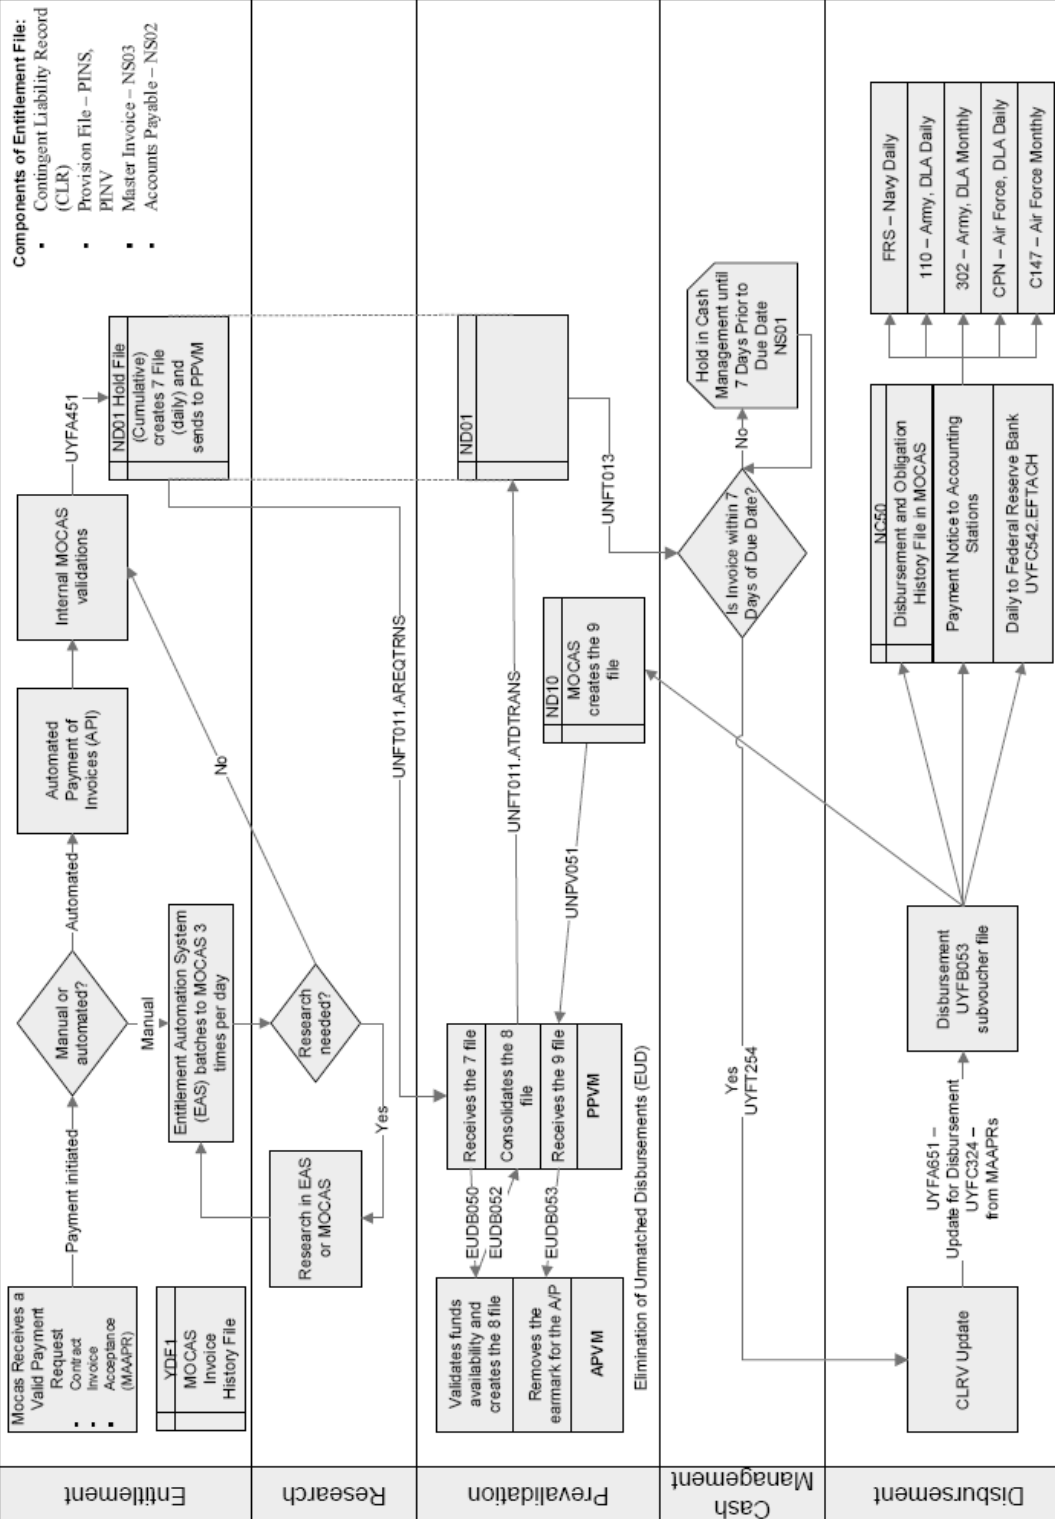 Entitlement
Mocas Receives a
Valid Payment
Request
▪ Contract
▪ Invoice
▪ Acceptance
(MAAPR)
YDF1
MOCAS
Invoice
History File
Payment initiated
Manual or
automated?
Automated
Manual
Automated
Payment of
Invoices (API)
Entitlement Automation System
(EAS) batches to MOCAS 3
times per day
Internal MOCAS
validations
UYFA451
ND01 Hold File
(Cumulative)
creates 7 File
(daily) and
sends to PPVM
Components of Entitlement File:
▪ Contingent Liability Record
(CLR)
▪ Provision File – PINS,
PINV
▪ Master Invoice – NS03
▪ Accounts Payable – NS02
Research
Research in EAS
or MOCAS
Yes
Research
needed?
No
UNFT011.AREQTRNS
Prevalidation
Validates funds
availability and
creates the 8 file
Removes the
earmark for the A/P
APVM
EUDB050
EUDB052
EUDB053
Receives the 7 file
Consolidates the 8
file
Receives the 9 file
PPVM
Elimination of Unmatched Disbursements (EUD)
UNFT011.ATDTRANS
UNPV051
ND10
MOCAS
creates the 9
file
ND01
UNFT013
Cash
Management
Yes
UYFT254
Is Invoice within 7
Days of Due Date?
No
Hold in Cash
Management until
7 Days Prior to
Due Date
NS01
Disbursement
CLRV Update
UYFA651 –
Update for Disbursement
UYFC324 –
from MAAPRs
Disbursement
UYFB053
subvoucher file
NC50
Disbursement and Obligation
History File in MOCAS
Payment Notice to Accounting
Stations
Daily to Federal Reserve Bank
UYFC542.EFTACH
FRS – Navy Daily
110 – Army, DLA Daily
302 – Army, DLA Monthly
CPN – Air Force, DLA Daily
C147 – Air Force Monthly